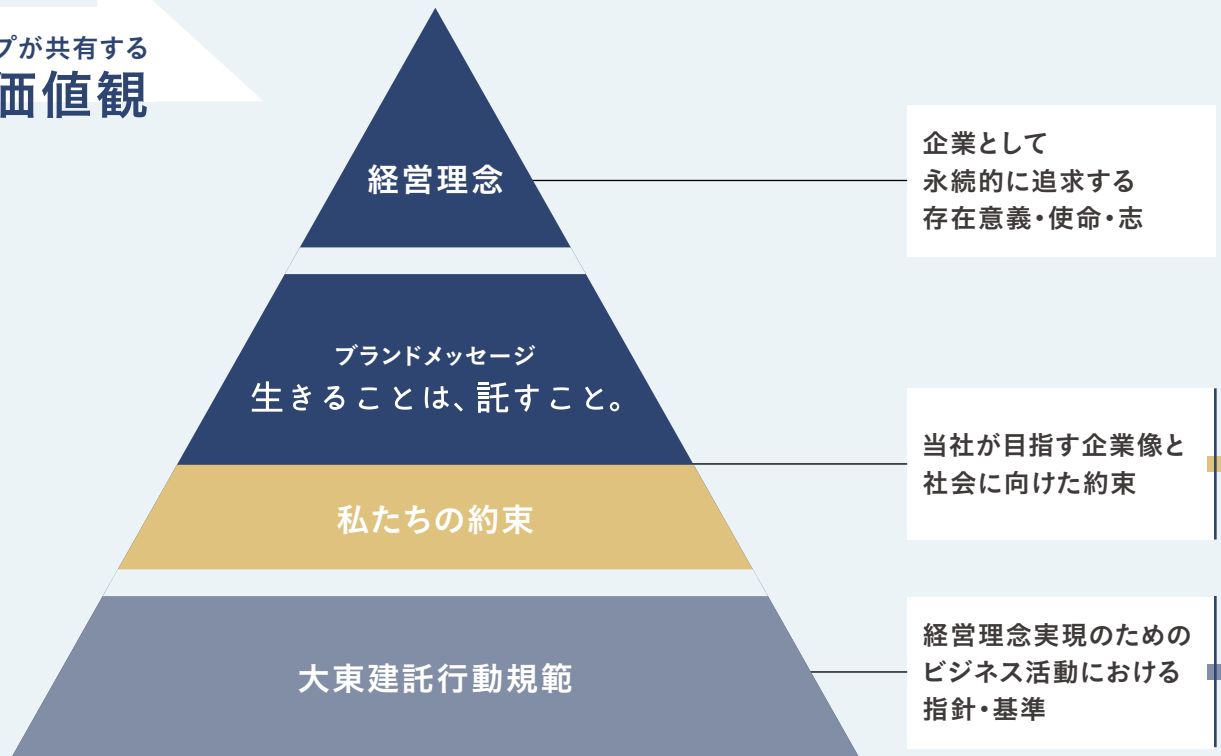 プが共有する
価値観
経営理念
企業として
永続的に追求する
存在意義・使命・志
ブランドメッセージ
生きることは、託すこと。
私たちの約束
当社が目指す企業像と
社会に向けた約束
大東建託行動規範
経営理念実現のための
ビジネス活動における
指針・基準